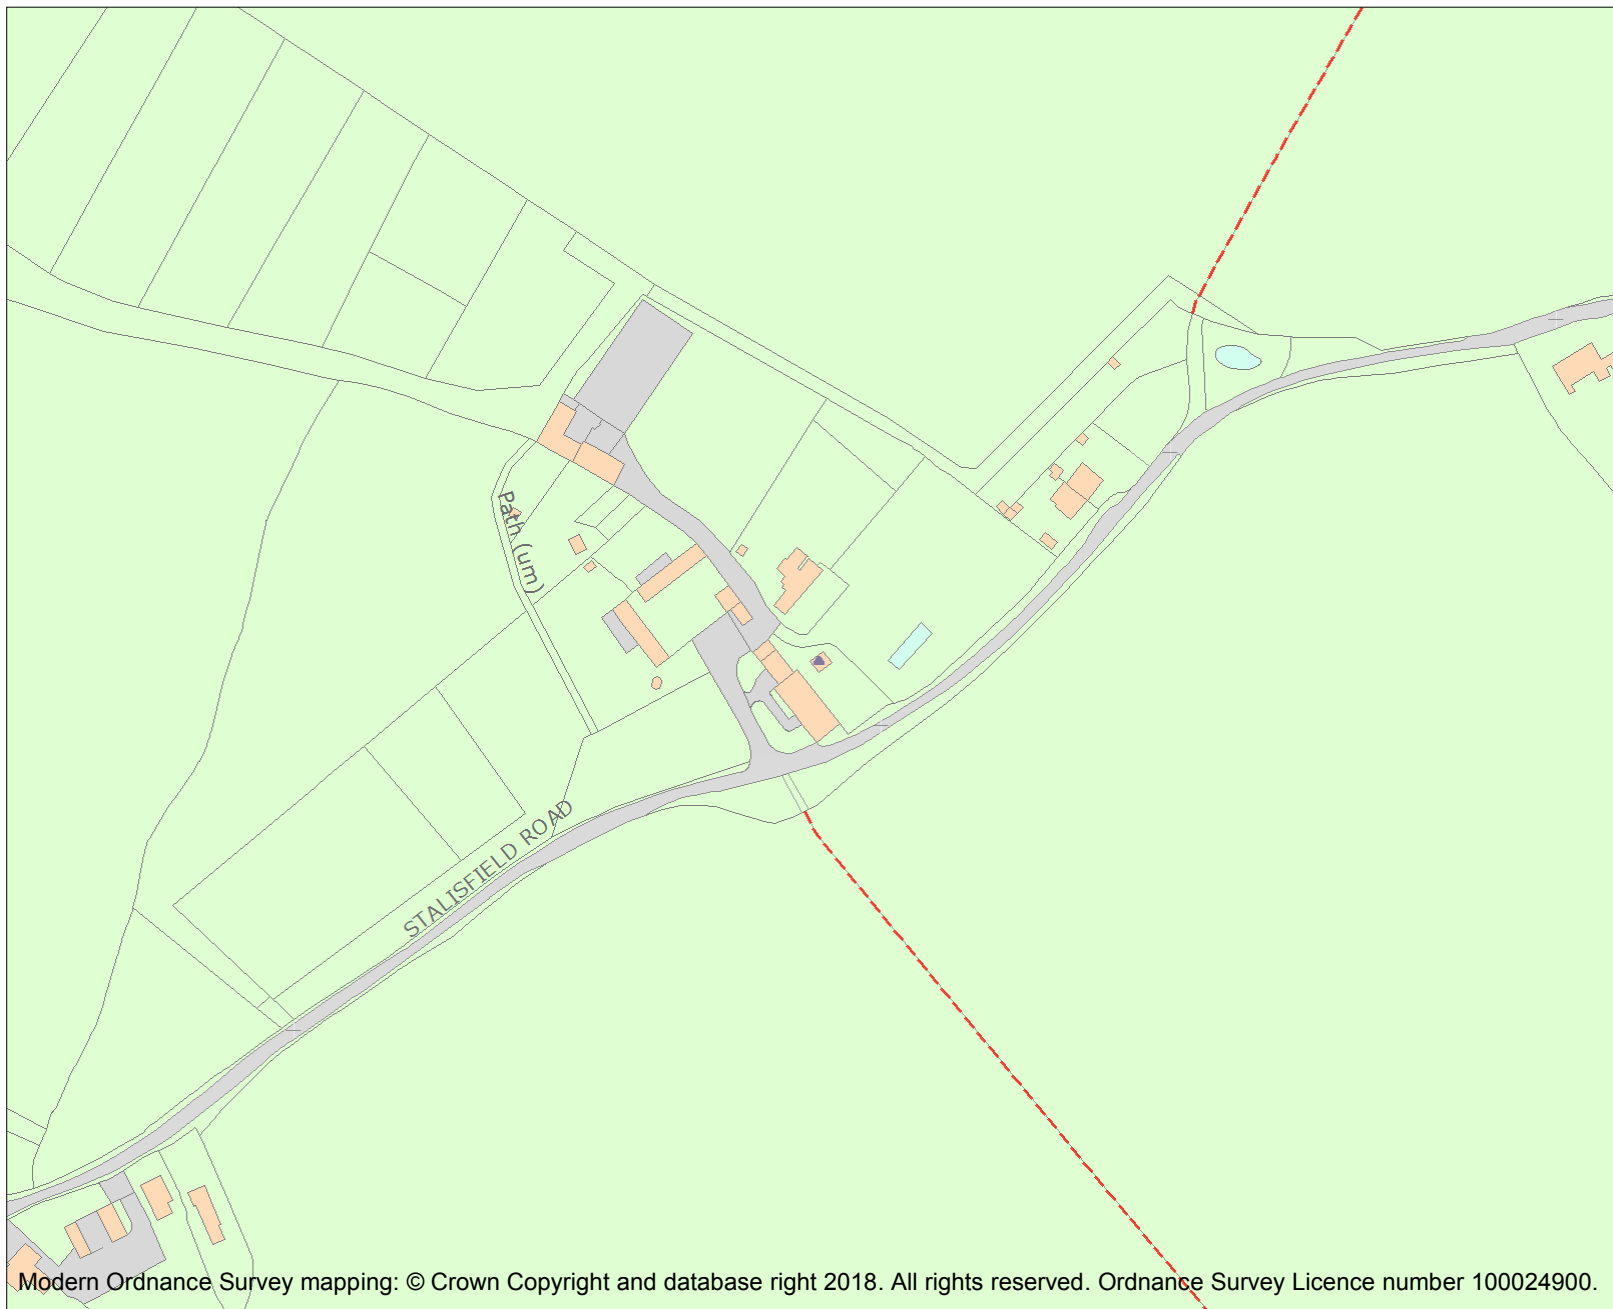 Path (um)
STALISFIELD ROAD
Modern Ordnance Survey mapping: © Crown Copyright and database right 2018. All rights reserved. Ordnance Survey Licence number 100024900.